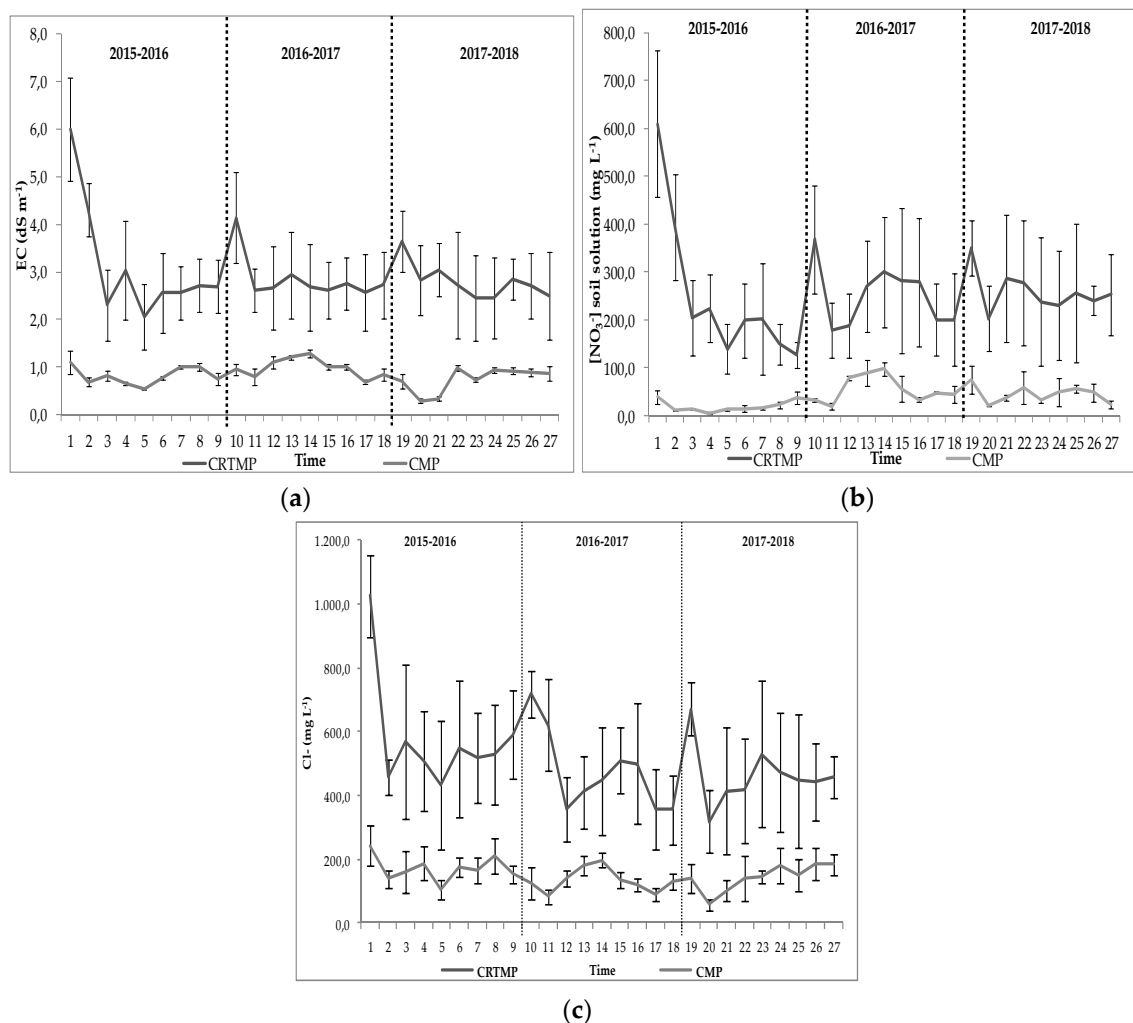 8,0
7,0
6,0
5,0
4,0
3,0
2,0
1,0
0,0
EC (dS m⁻¹)
2015-2016
2016-2017
2017-2018
1 2 3 4 5 6 7 8 9 10 11 12 13 14 15 16 17 18 19 20 21 22 23 24 25 26 27
Time
CRTMP
CMP
(a)
800,0
700,0
600,0
500,0
400,0
300,0
200,0
100,0
0,0
[NO₃⁻] soil solution (mg L⁻¹)
2015-2016
2016-2017
2017-2018
1 2 3 4 5 6 7 8 9 10 11 12 13 14 15 16 17 18 19 20 21 22 23 24 25 26 27
Time
CRTMP
CMP
(b)
1.200,0
1.000,0
800,0
600,0
400,0
200,0
0,0
Cl- (mg L⁻¹)
2015-2016
2016-2017
2017-2018
1 2 3 4 5 6 7 8 9 10 11 12 13 14 15 16 17 18 19 20 21 22 23 24 25 26 27
Time
CRTMP
CMP
(c)